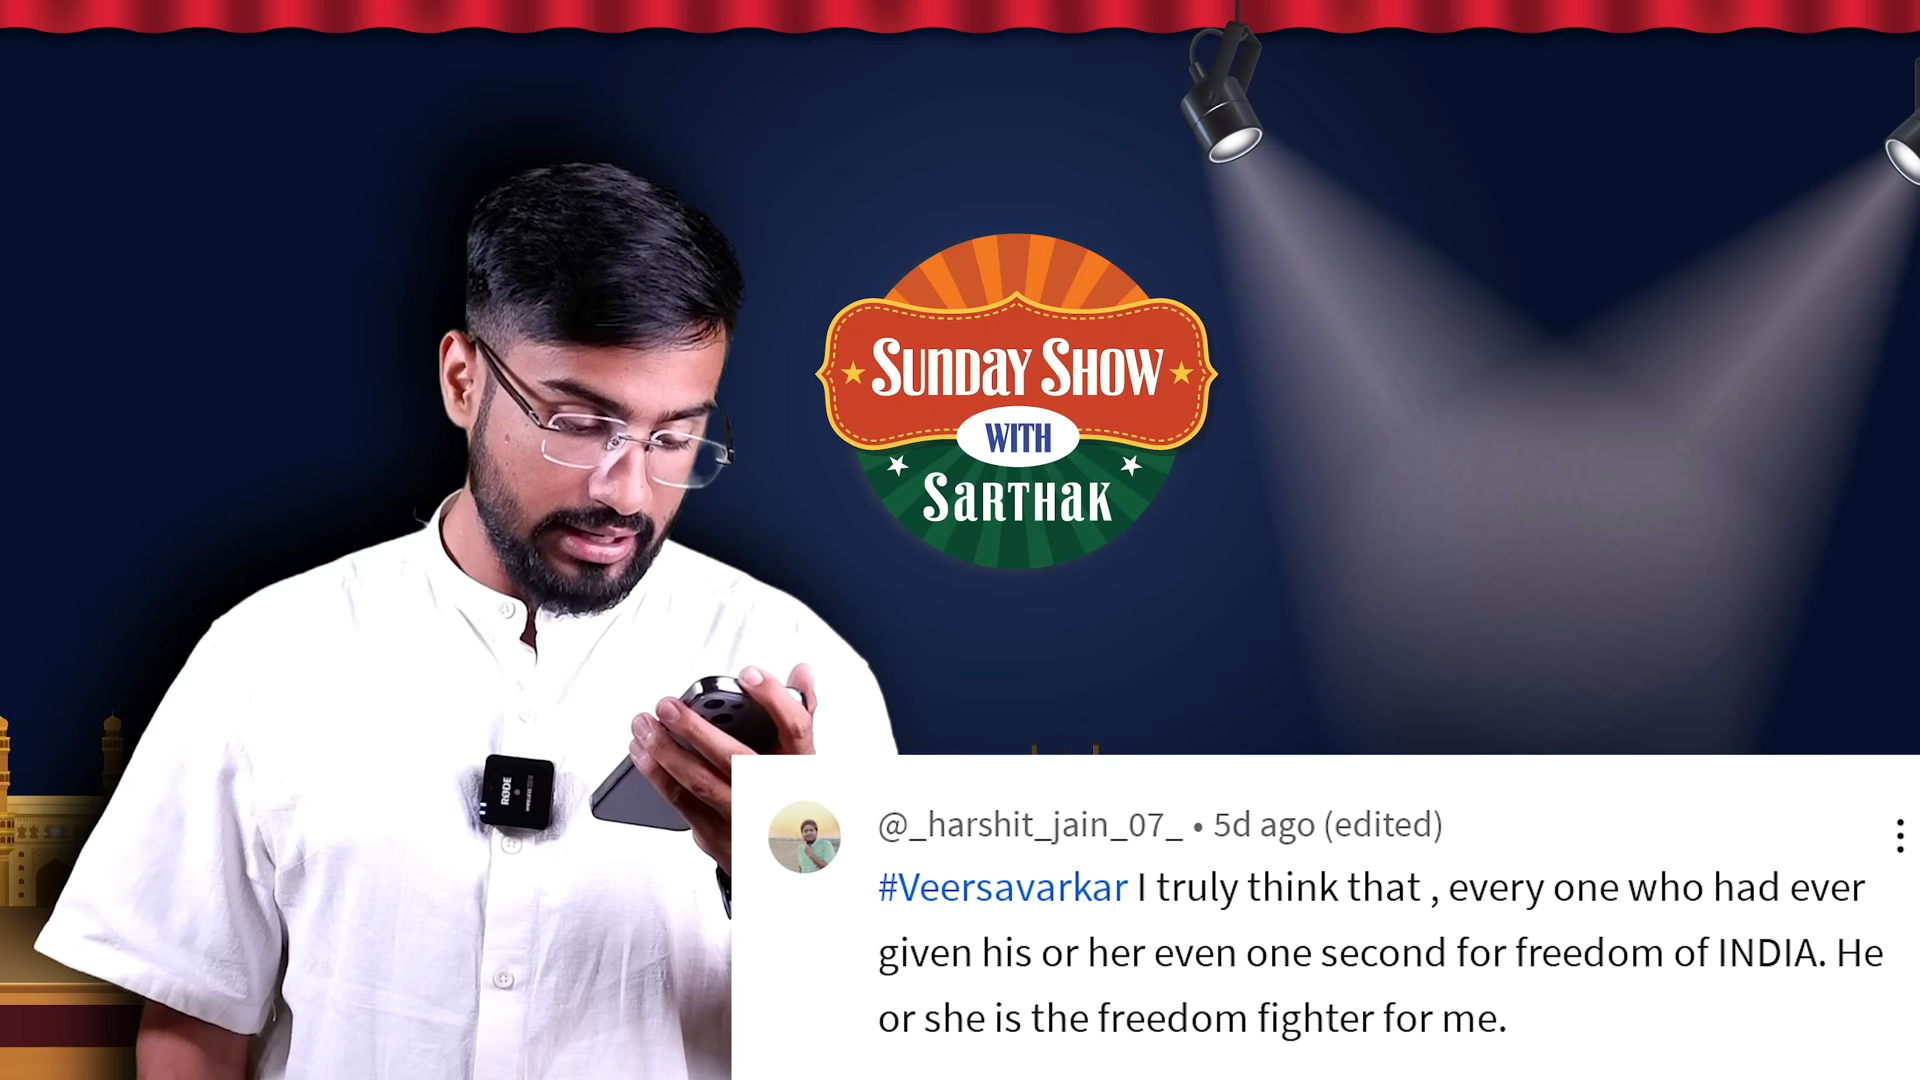 SUNDAY SHOW
WITH
SARTHAK
RØDE
@_harshit_jain_07_ • 5d ago (edited)
#Veersavarkar I truly think that , every one who had ever
given his or her even one second for freedom of INDIA. He
or she is the freedom fighter for me.